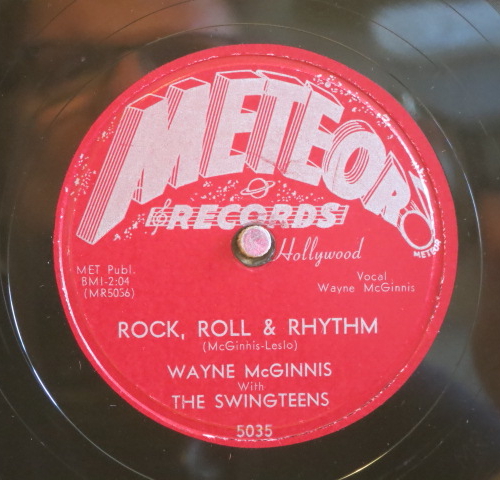 METEOR
RECORDS
METEOR
Hollywood
MET Publ.
BMI-2:04
(MR5056)
Vocal
Wayne McGinnis
ROCK, ROLL & RHYTHM
(McGinnis-Leslo)
WAYNE McGINNIS
With
THE SWINGTEENS
5035